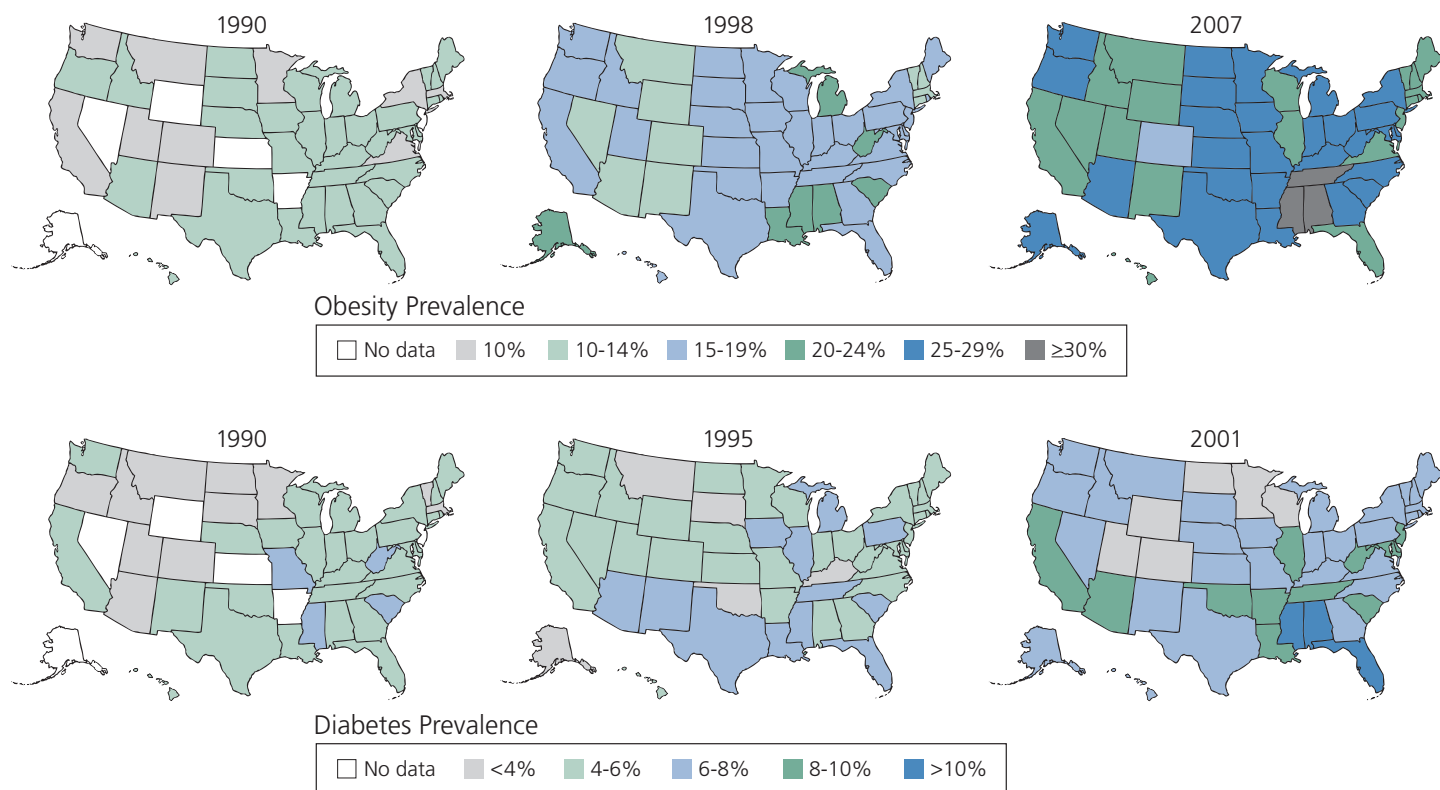 1990 1998 2007
Obesity Prevalence
No data 10% 10-14% 15-19% 20-24% 25-29% ≥30%
1990 1995 2001
Diabetes Prevalence
No data <4% 4-6% 6-8% 8-10% >10%